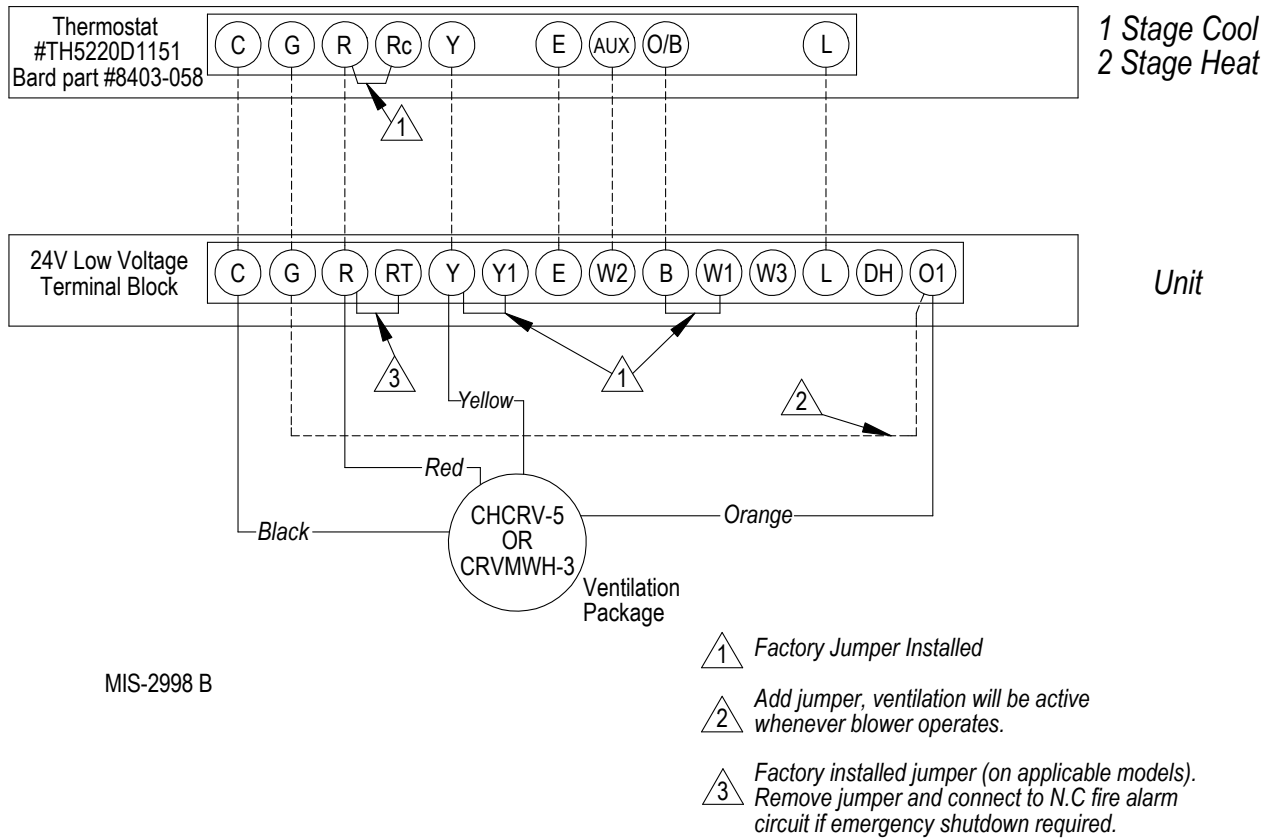 Thermostat
#TH5220D1151
Bard part #8403-058
C G R Rc Y E AUX O/B L
1 Stage Cool
2 Stage Heat
1
24V Low Voltage
Terminal Block
C G R RT Y Y1 E W2 B W1 W3 L DH O1
Unit
3
1
2
Yellow
Red
Black
Orange
CHCRV-5
OR
CRVMWH-3
Ventilation
Package
MIS-2998 B
1 Factory Jumper Installed
2 Add jumper, ventilation will be active
whenever blower operates.
3 Factory installed jumper (on applicable models).
Remove jumper and connect to N.C fire alarm
circuit if emergency shutdown required.